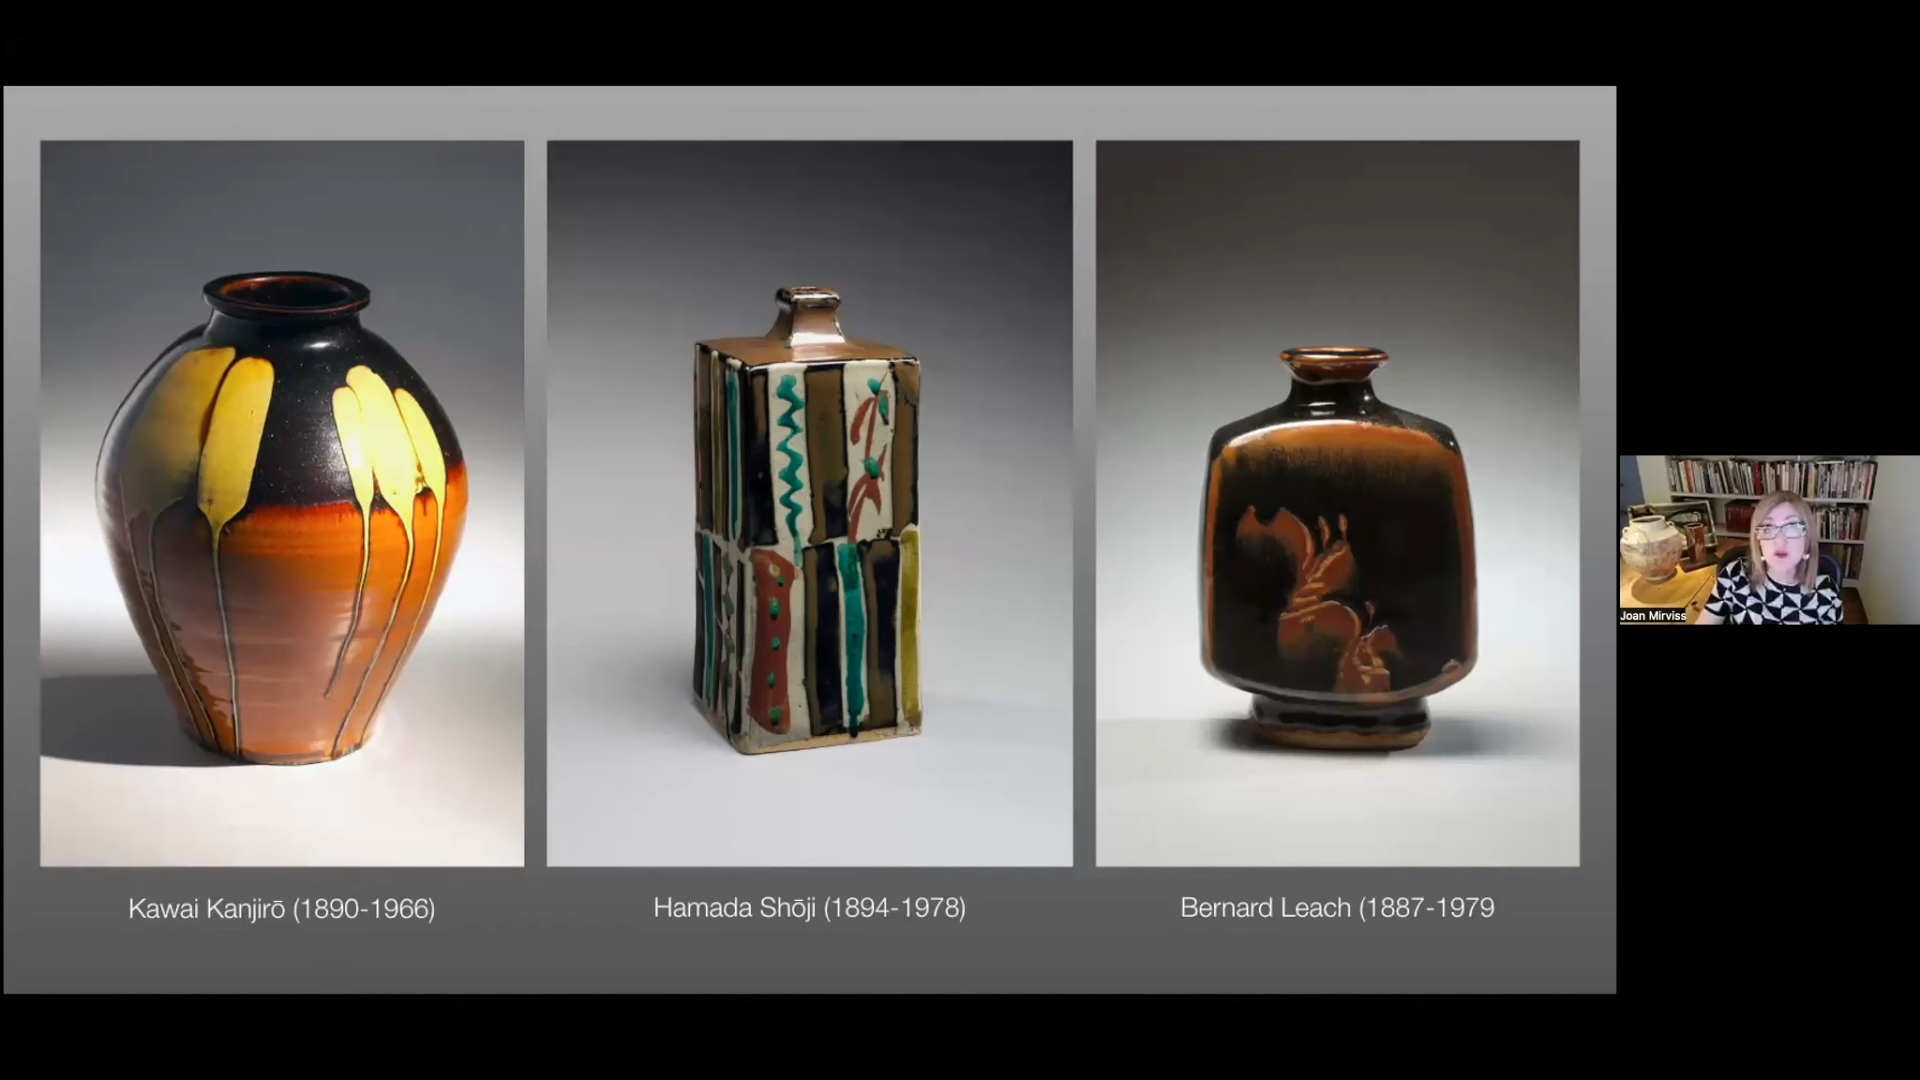 Kawai Kanjirō (1890-1966)
Hamada Shōji (1894-1978)
Bernard Leach (1887-1979
Joan Mirviss